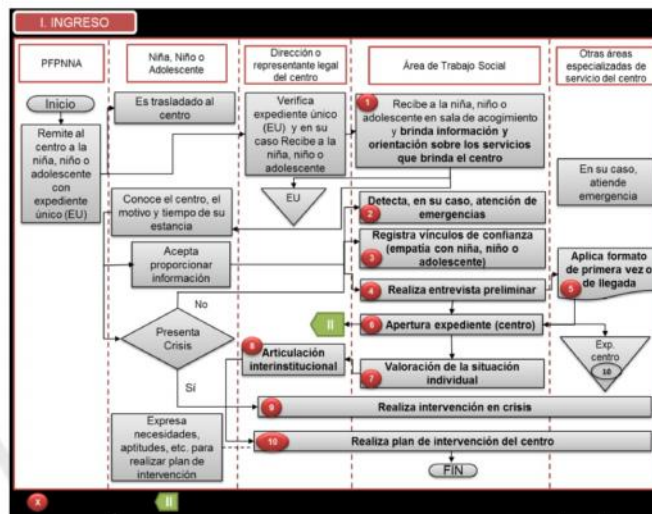 I. INGRESO
PFPNNA
Niña, Niño o
Adolescente
Dirección o
representante legal
del centro
Área de Trabajo Social
Otras áreas
especializadas de
servicio del centro
Inicio
Remite al
centro a la
niña, niño o
adolescente
con
expediente
único (EU)
Es trasladado al
centro
Verifica
expediente único
(EU) y en su
caso Recibe a la
niña, niño o
adolescente
EU
1
Recibe a la niña, niño o
adolescente en sala de acogimiento
y brinda información y
orientación sobre los servicios
que brinda el centro
En su caso,
atiende
emergencia
Conoce el centro, el
motivo y tiempo de su
estancia
Detecta, en su caso, atención de
2 emergencias
Registra vínculos de confianza
(empatía con niña, niño o
3 adolescente)
Acepta
proporcionar
información
4 Realiza entrevista preliminar
Aplica formato
de primera vez o
5 de llegada
No
Presenta
Crisis
Sí
II
6 Apertura expediente (centro)
Exp.
centro
10
8
Articulación
interinstitucional
Valoración de la situación
7 individual
9 Realiza intervención en crisis
Expresa
necesidades,
aptitudes, etc. para
realizar plan de
intervención
10 Realiza plan de intervención del centro
FIN
X
II